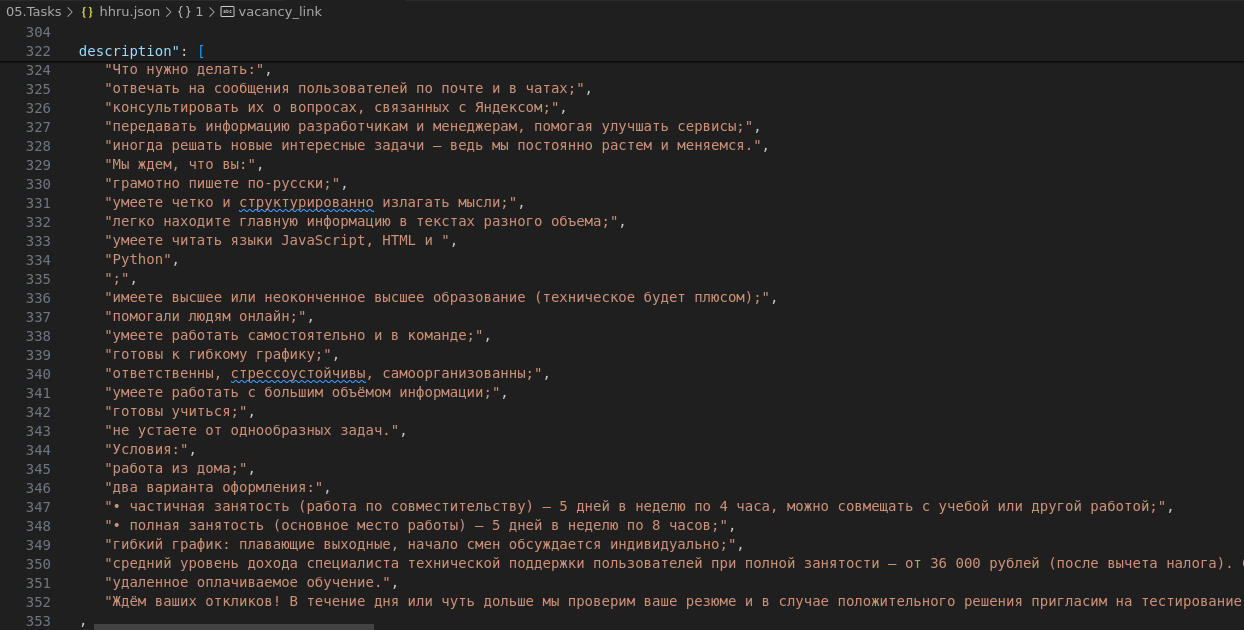 05.Tasks > {} hhru.json > {} 1 > abc vacancy_link
304
322 description": [
324 "Что нужно делать:",
325 "отвечать на сообщения пользователей по почте и в чатах;",
326 "консультировать их о вопросах, связанных с Яндексом;",
327 "передавать информацию разработчикам и менеджерам, помогая улучшать сервисы;",
328 "иногда решать новые интересные задачи — ведь мы постоянно растем и меняемся.",
329 "Мы ждем, что вы:",
330 "грамотно пишете по-русски;",
331 "умеете четко и структурированно излагать мысли;",
332 "легко находите главную информацию в текстах разного объема;",
333 "умеете читать языки JavaScript, HTML и ",
334 "Python",
335 ";",
336 "имеете высшее или неоконченное высшее образование (техническое будет плюсом);",
337 "помогали людям онлайн;",
338 "умеете работать самостоятельно и в команде;",
339 "готовы к гибкому графику;",
340 "ответственны, стрессоустойчивы, самоорганизованны;",
341 "умеете работать с большим объёмом информации;",
342 "готовы учиться;",
343 "не устаете от однообразных задач.",
344 "Условия:",
345 "работа из дома;",
346 "два варианта оформления:",
347 "• частичная занятость (работа по совместительству) — 5 дней в неделю по 4 часа, можно совмещать с учебой или другой работой;",
348 "• полная занятость (основное место работы) — 5 дней в неделю по 8 часов;",
349 "гибкий график: плавающие выходные, начало смен обсуждается индивидуально;",
350 "средний уровень дохода специалиста технической поддержки пользователей при полной занятости — от 36 000 рублей (после вычета налога).
351 "удаленное оплачиваемое обучение.",
352 "Ждём ваших откликов! В течение дня или чуть дольше мы проверим ваше резюме и в случае положительного решения пригласим на тестирование
353 ,